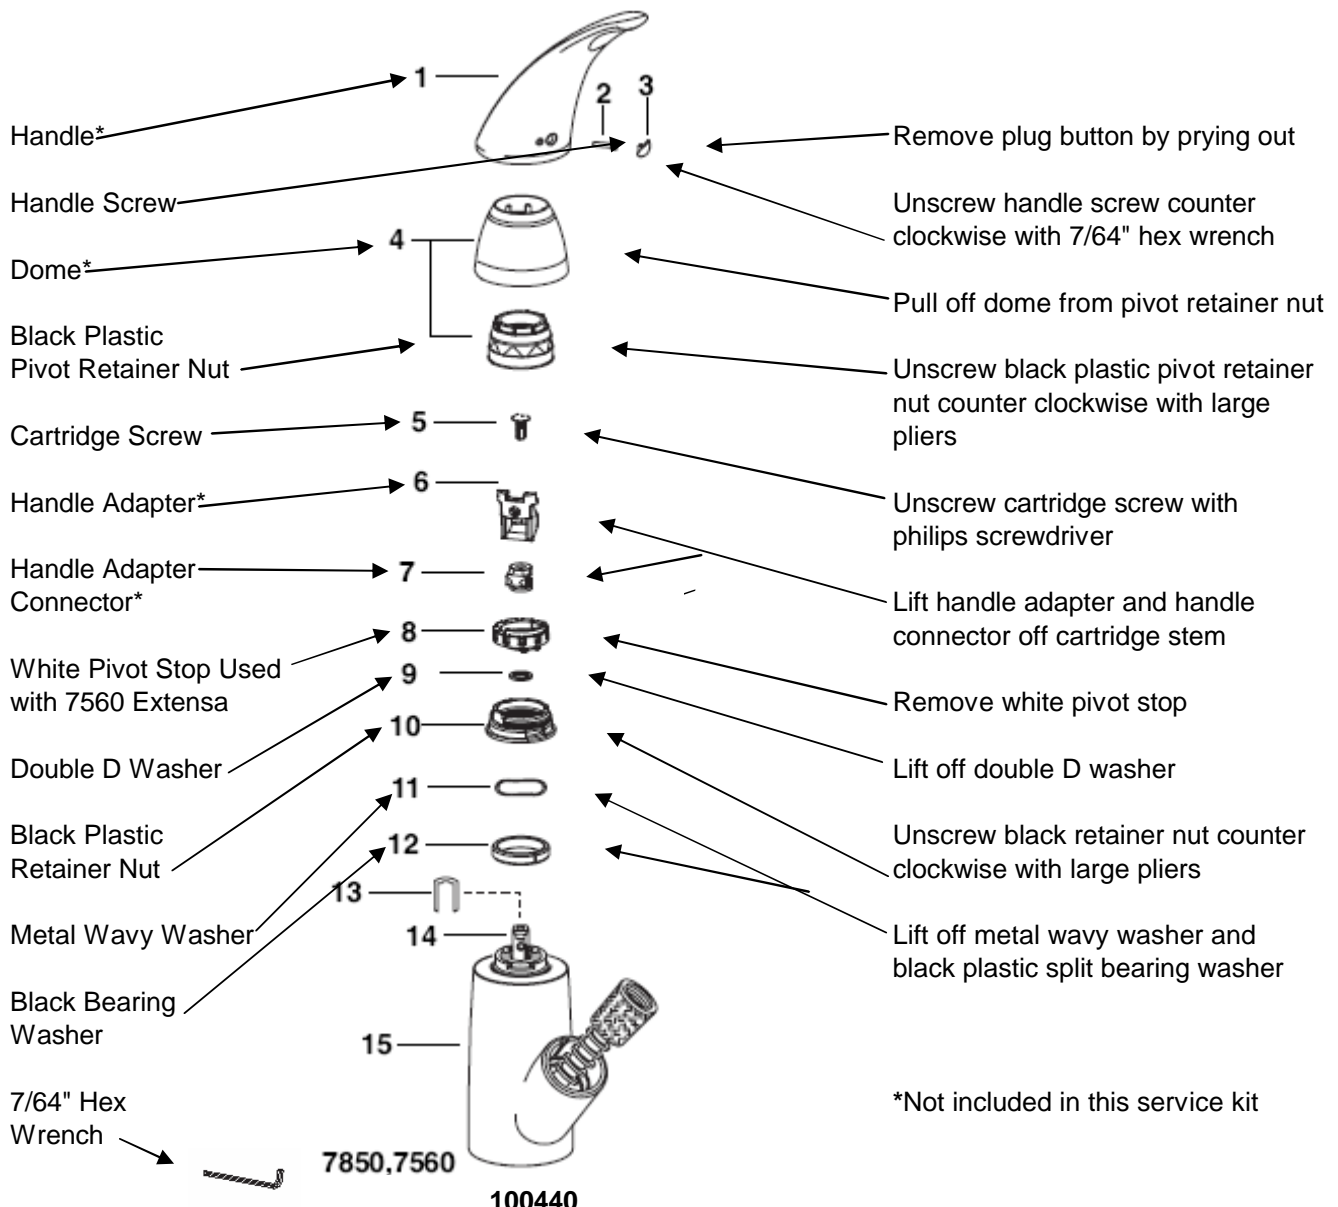 1
2
3
Handle*
Remove plug button by prying out
Handle Screw
Unscrew handle screw counter
clockwise with 7/64" hex wrench
4
Dome*
Pull off dome from pivot retainer nut
Black Plastic
Pivot Retainer Nut
Unscrew black plastic pivot retainer
nut counter clockwise with large
pliers
5
Cartridge Screw
6
Handle Adapter*
Unscrew cartridge screw with
philips screwdriver
Handle Adapter
Connector*
7
Lift handle adapter and handle
connector off cartridge stem
8
White Pivot Stop Used
with 7560 Extensa
9
Remove white pivot stop
10
Double D Washer
Lift off double D washer
11
Black Plastic
Retainer Nut
12
Unscrew black retainer nut counter
clockwise with large pliers
13
14
Metal Wavy Washer
Lift off metal wavy washer and
black plastic split bearing washer
Black Bearing
Washer
15
7/64" Hex
Wrench
*Not included in this service kit
7850,7560
100440